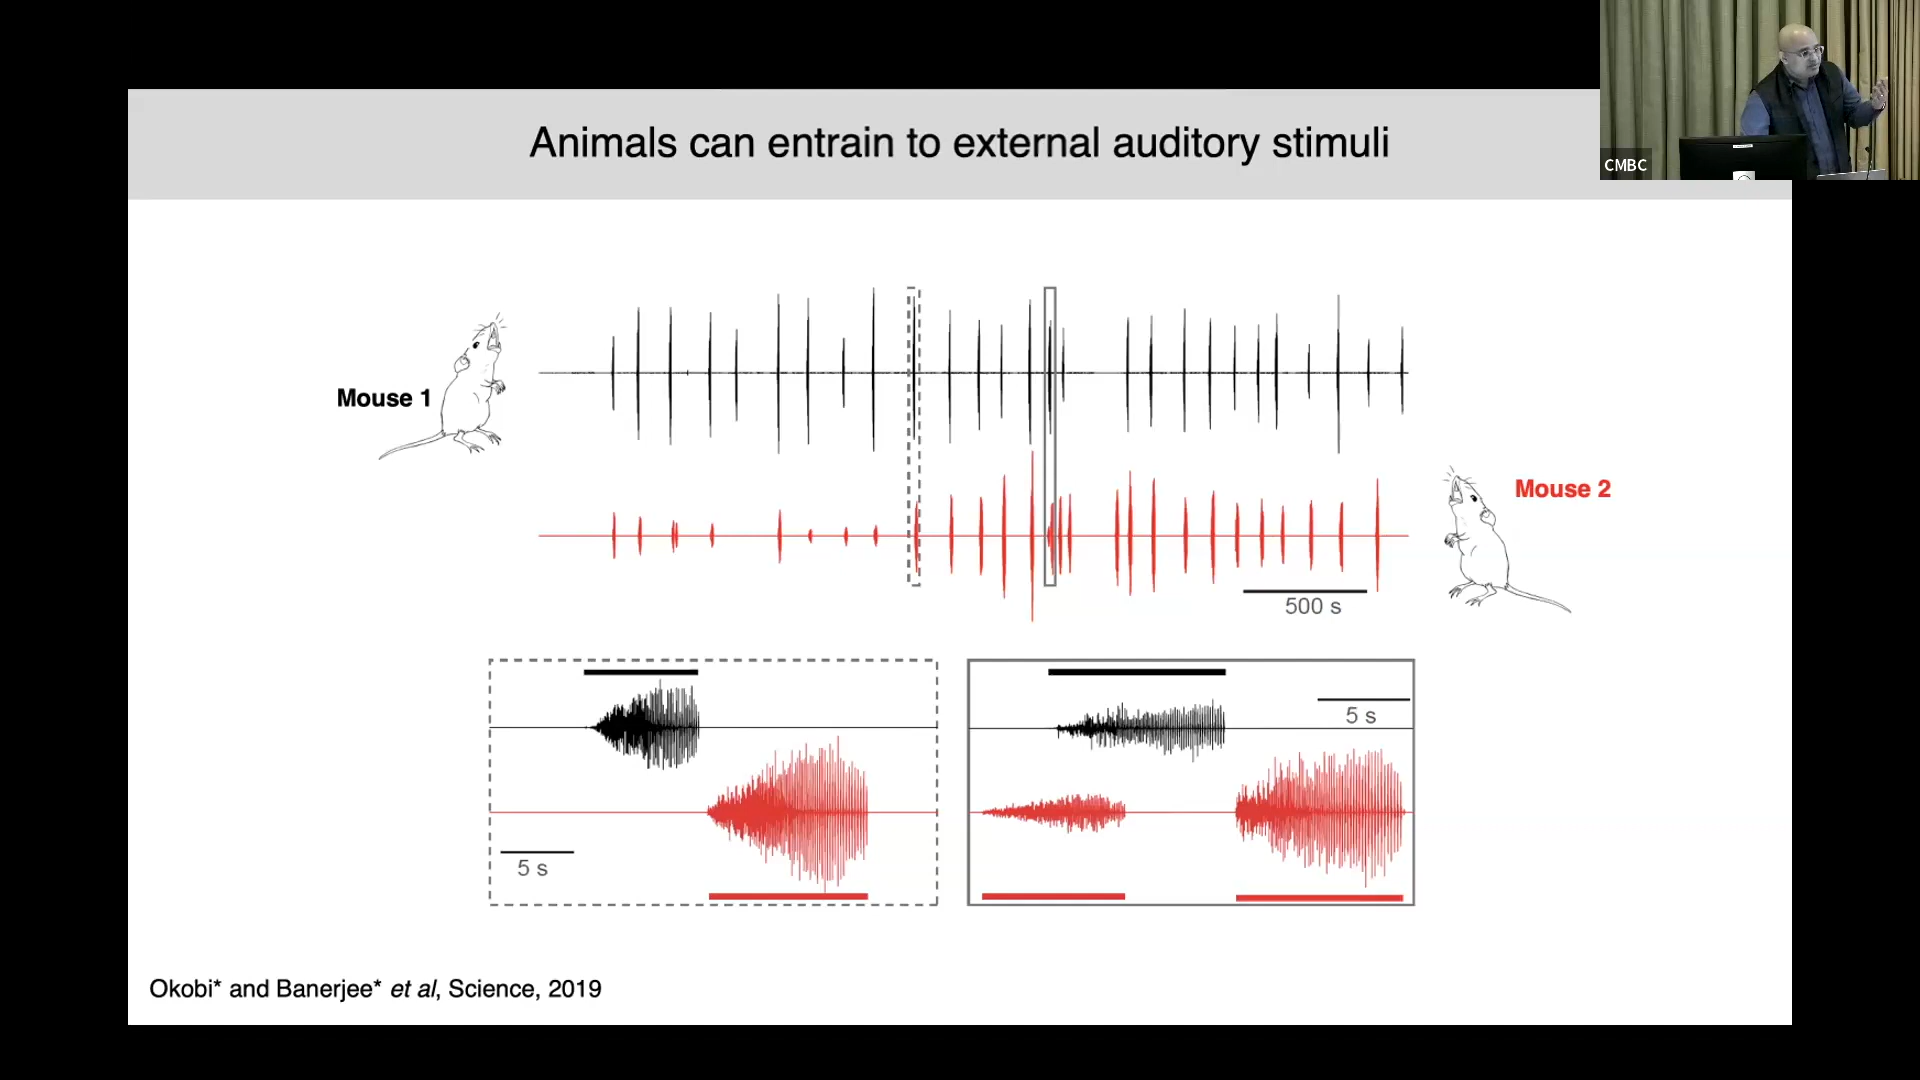 CMBC
Animals can entrain to external auditory stimuli
Mouse 1
Mouse 2
500 s
5 s
5 s
Okobi* and Banerjee* et al, Science, 2019